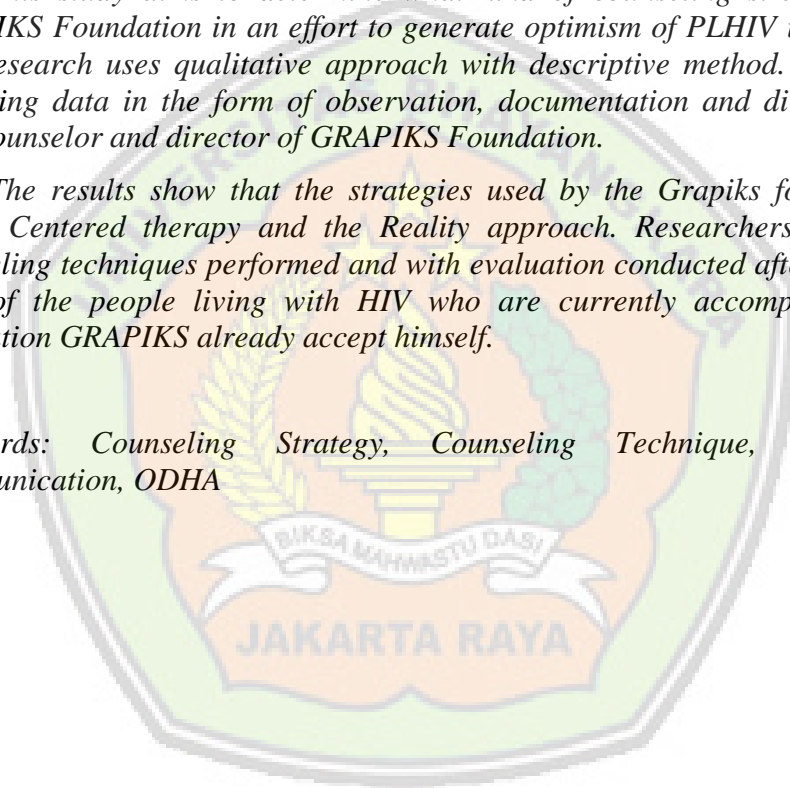 IKS Foundation in an effort to generate optimism of PLHIV
esearch uses qualitative approach with descriptive method.
ing data in the form of observation, documentation and di
ounselor and director of GRAPIKS Foundation.
The results show that the strategies used by the Grapiks fo
Centered therapy and the Reality approach. Researchers
eling techniques performed and with evaluation conducted afte
of the people living with HIV who are currently accomp
tion GRAPIKS already accept himself.
rds: Counseling Strategy, Counseling Technique,
unication, ODHA
UNIVERSITAS BHAYANGKARA
BIKSA MAHWASTU DASI
JAKARTA RAYA